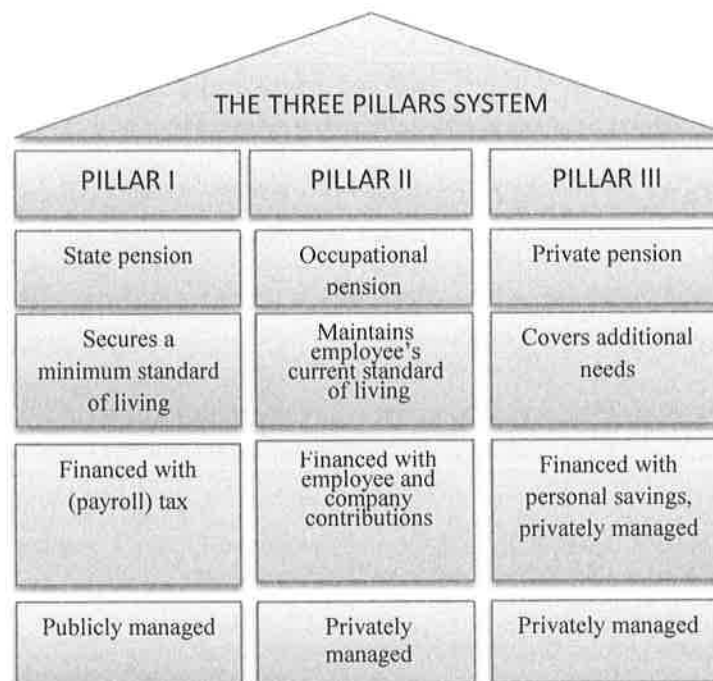 THE THREE PILLARS SYSTEM
PILLAR I
PILLAR II
PILLAR III
State pension
Occupational
pension
Private pension
Secures a
minimum standard
of living
Maintains
employee's
current standard
of living
Covers additional
needs
Financed with
(payroll) tax
Financed with
employee and
company
contributions
Financed with
personal savings,
privately managed
Publicly managed
Privately
managed
Privately managed